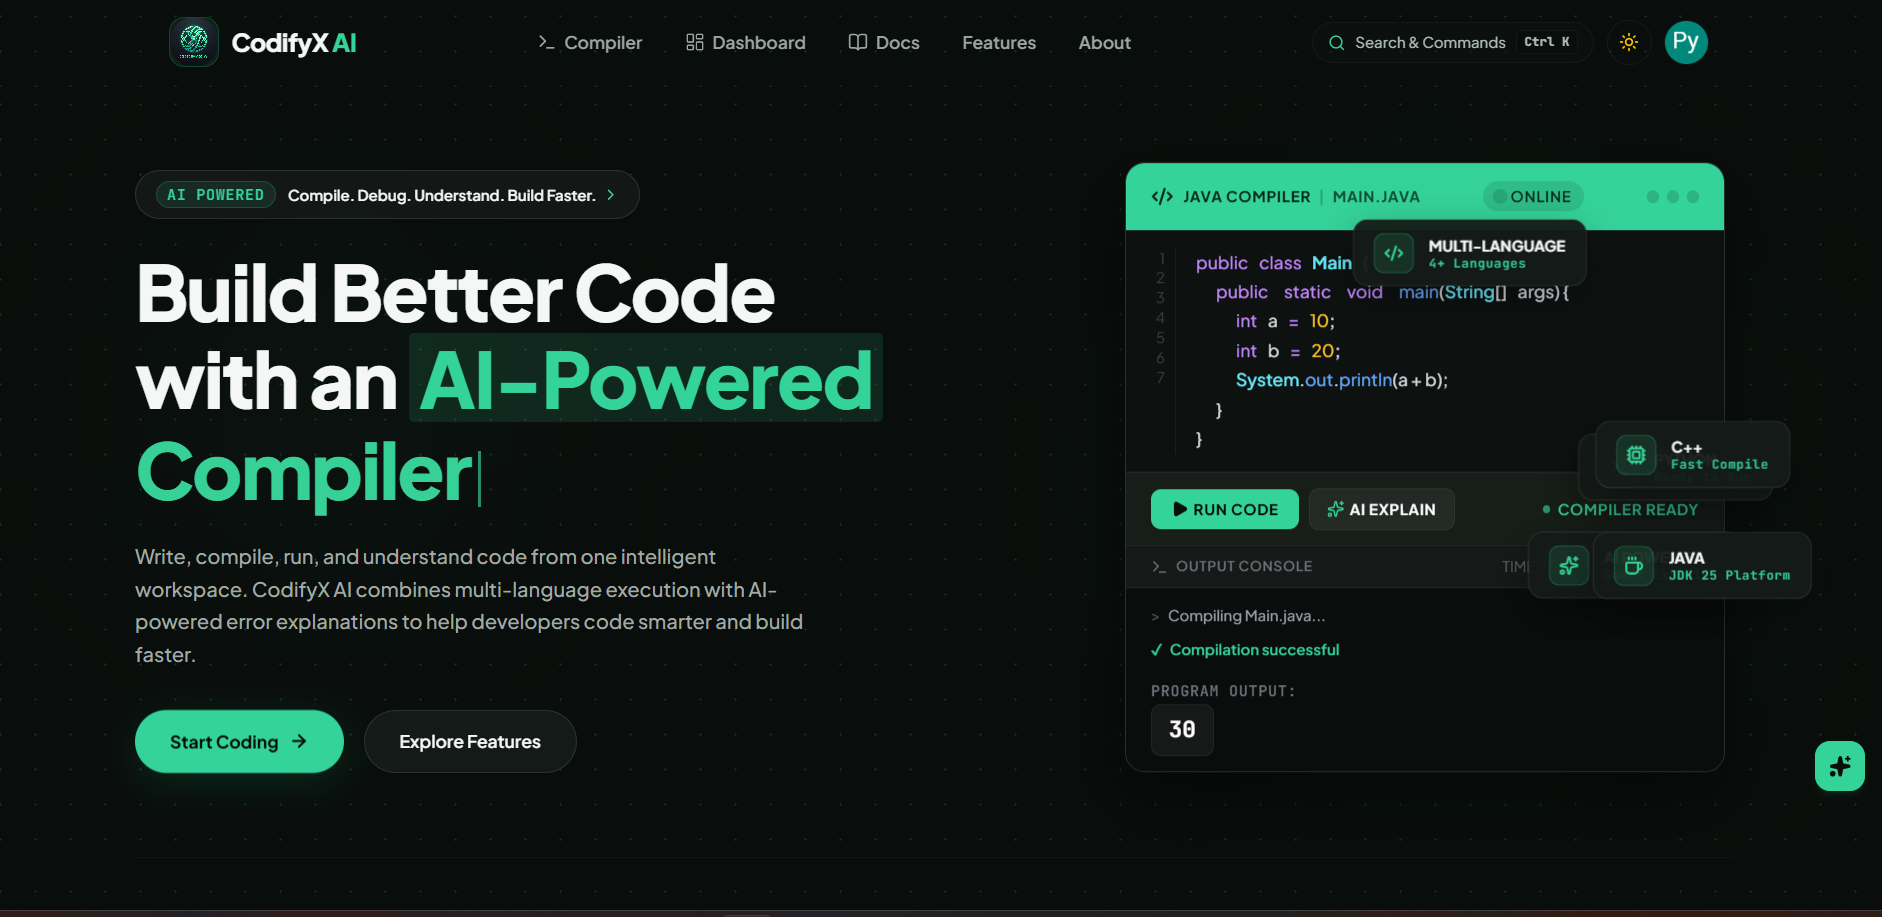 CodifyX AI
Compiler
Dashboard
Docs
Features
About
Search & Commands Ctrl K
Py
AI POWERED Compile. Debug. Understand. Build Faster.
Build Better Code
with an AI-Powered
Compiler
Write, compile, run, and understand code from one intelligent
workspace. CodifyX AI combines multi-language execution with AI-
powered error explanations to help developers code smarter and build
faster.
Start Coding →
Explore Features
</> JAVA COMPILER | MAIN.JAVA ONLINE
MULTI-LANGUAGE
4+ Languages
1
2
3
4
5
6
7
public class Main
public static void main(String[] args){
int a = 10;
int b = 20;
System.out.println(a+b);
}
}
C++
Fast Compile
RUN CODE
AI EXPLAIN
COMPILER READY
>_ OUTPUT CONSOLE
JAVA
JDK 25 Platform
> Compiling Main.java...
✓ Compilation successful
PROGRAM OUTPUT:
30